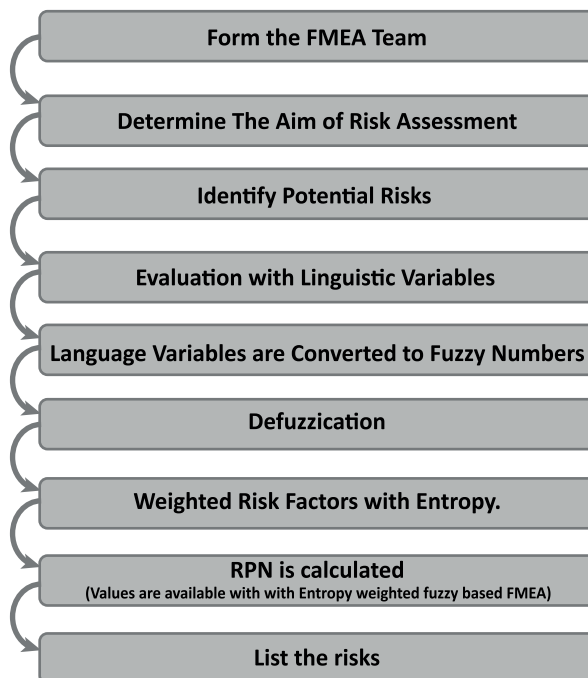 Form the FMEA Team
Determine The Aim of Risk Assessment
Identify Potential Risks
Evaluation with Linguistic Variables
Language Variables are Converted to Fuzzy Numbers
Defuzzication
Weighted Risk Factors with Entropy.
RPN is calculated
(Values are available with with Entropy weighted fuzzy based FMEA)
List the risks